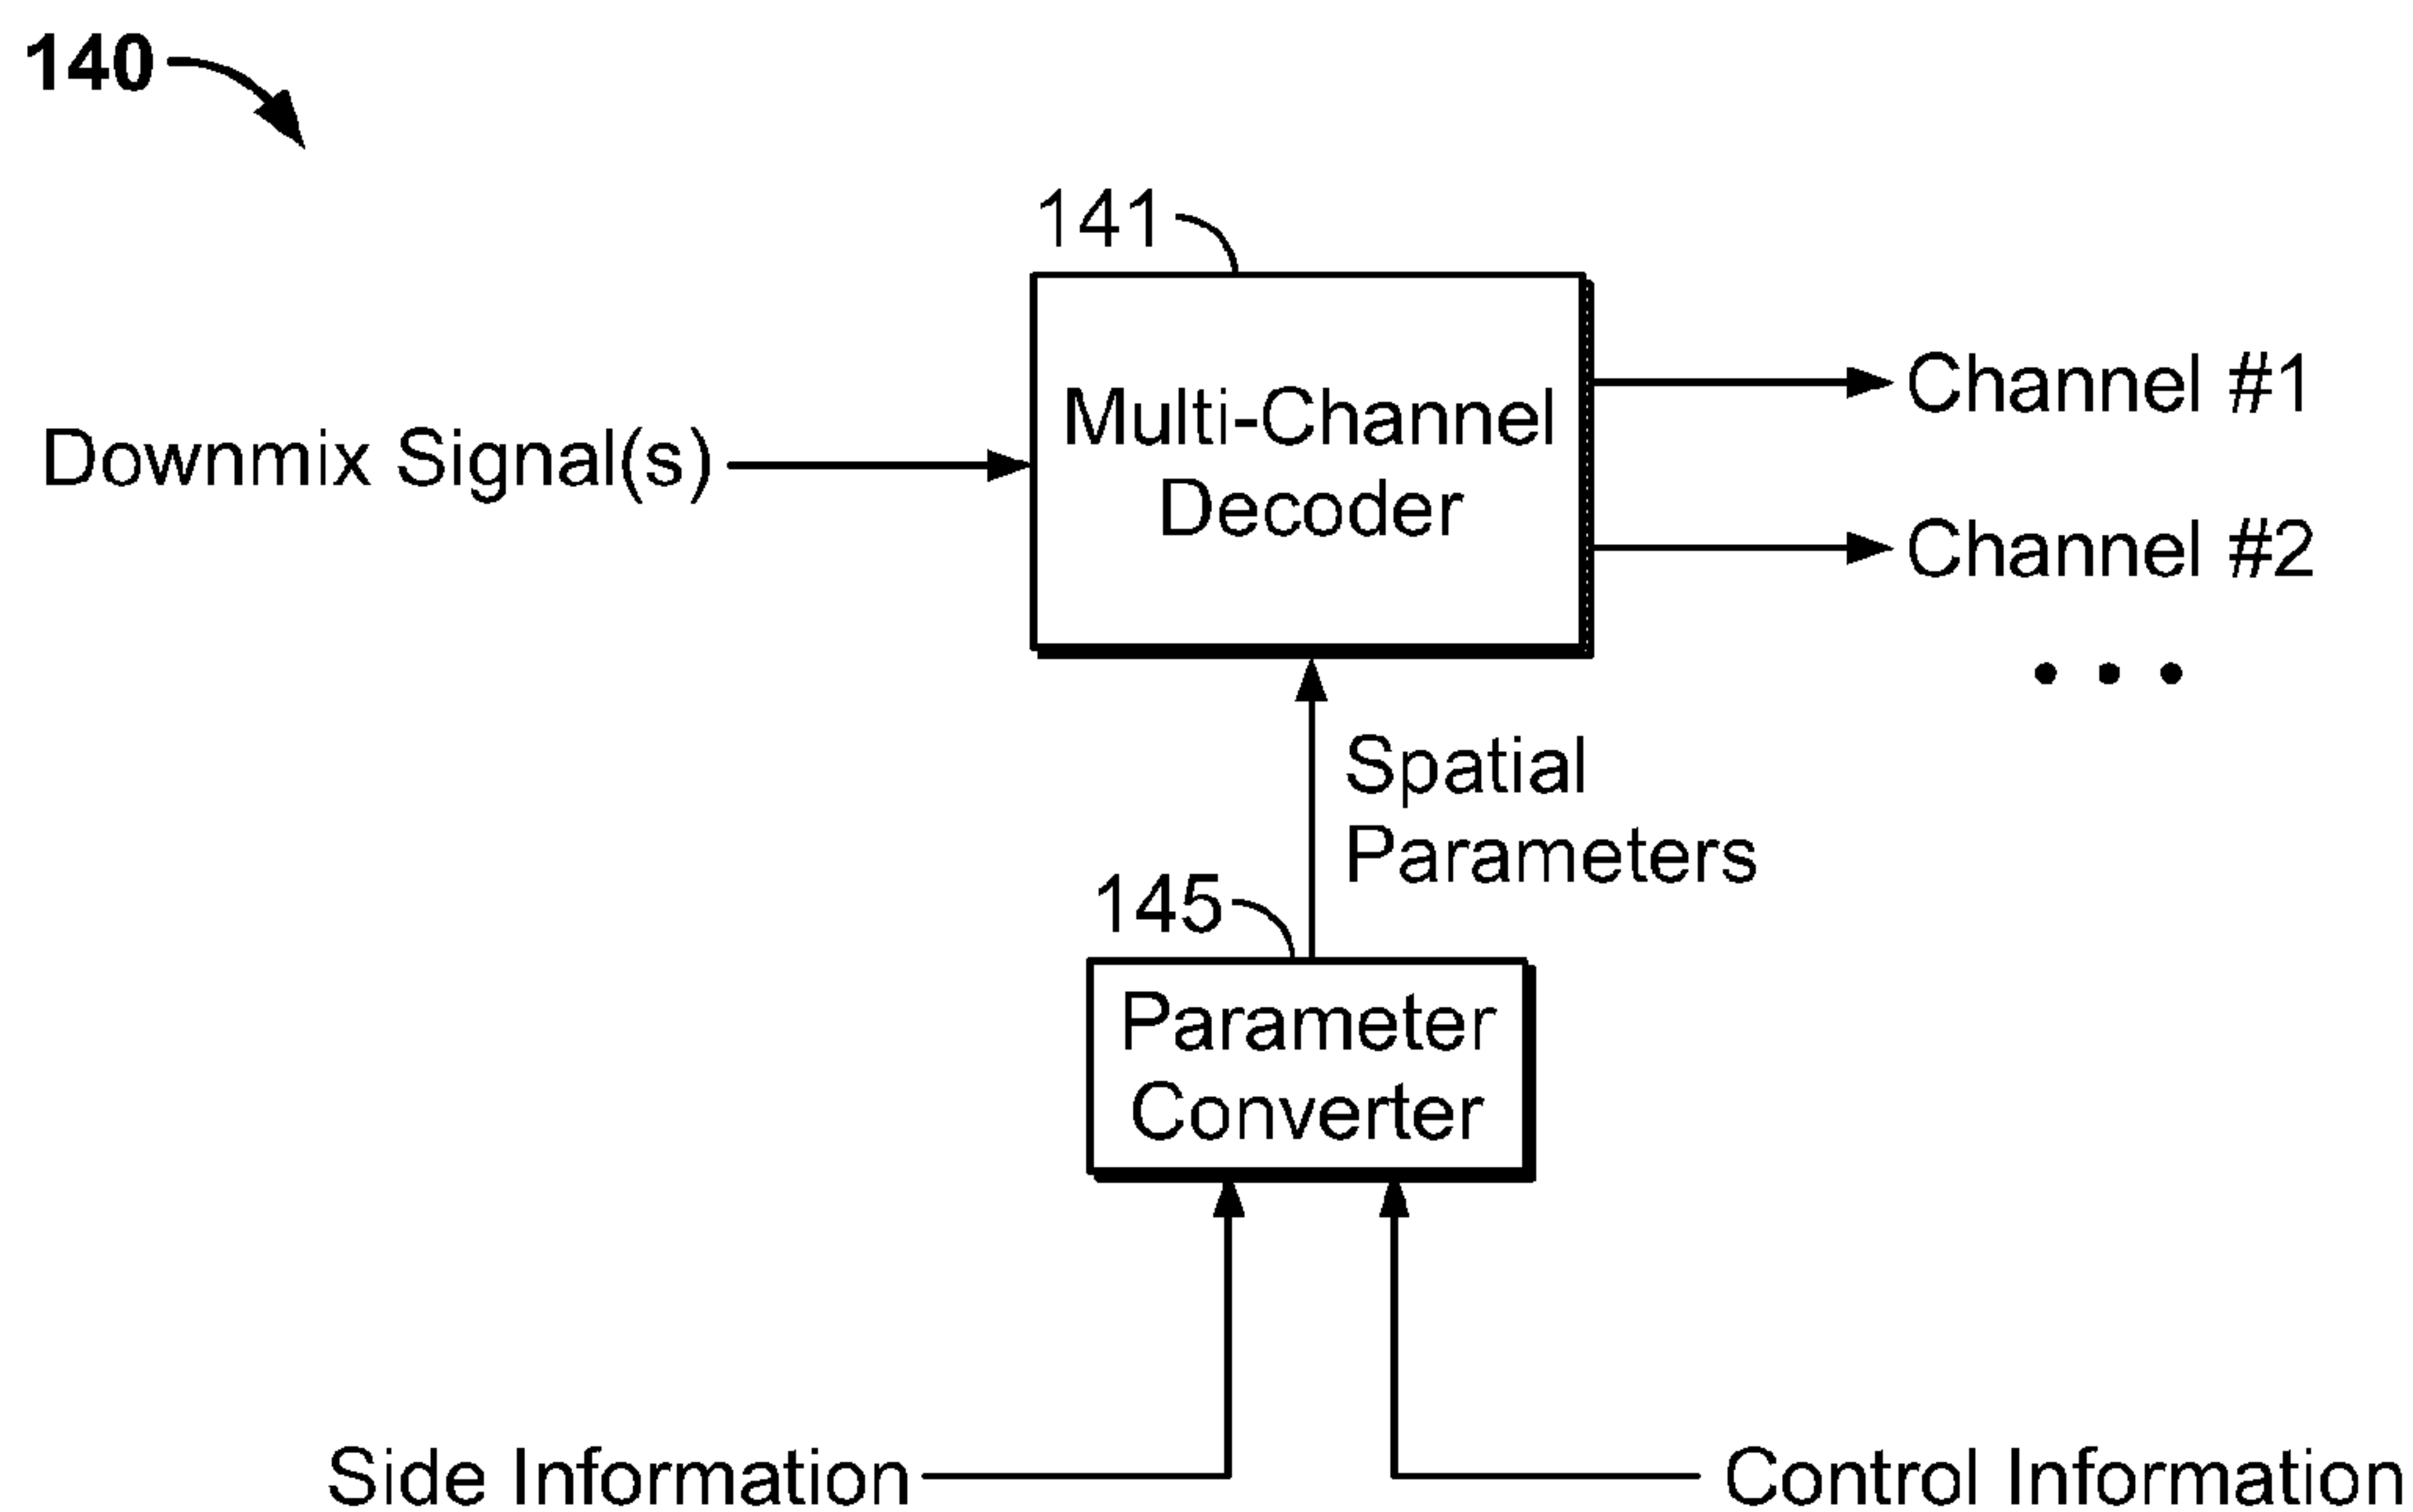 140
141
Multi-Channel
Decoder
Downmix Signal(s)
Channel #1
Channel #2
• • •
Spatial
Parameters
145
Parameter
Converter
Side Information
Control Information